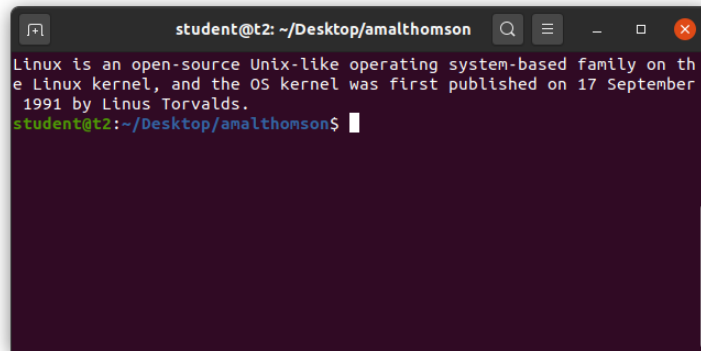 student@t2: ~/Desktop/amalthomson
Linux is an open-source Unix-like operating system-based family on th
e Linux kernel, and the OS kernel was first published on 17 September
 1991 by Linus Torvalds.
student@t2:~/Desktop/amalthomson$